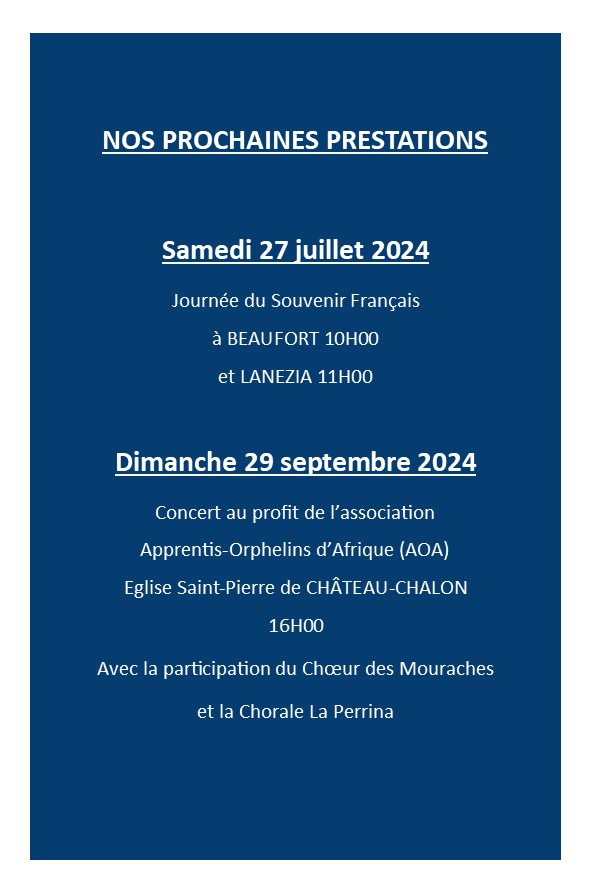 NOS PROCHAINES PRESTATIONS
Samedi 27 juillet 2024
Journée du Souvenir Français
à BEAUFORT 10H00
et LANEZIA 11H00
Dimanche 29 septembre 2024
Concert au profit de l’association
Apprentis-Orphelins d’Afrique (AOA)
Eglise Saint-Pierre de CHÂTEAU-CHALON
16H00
Avec la participation du Chœur des Mouraches
et la Chorale La Perrina